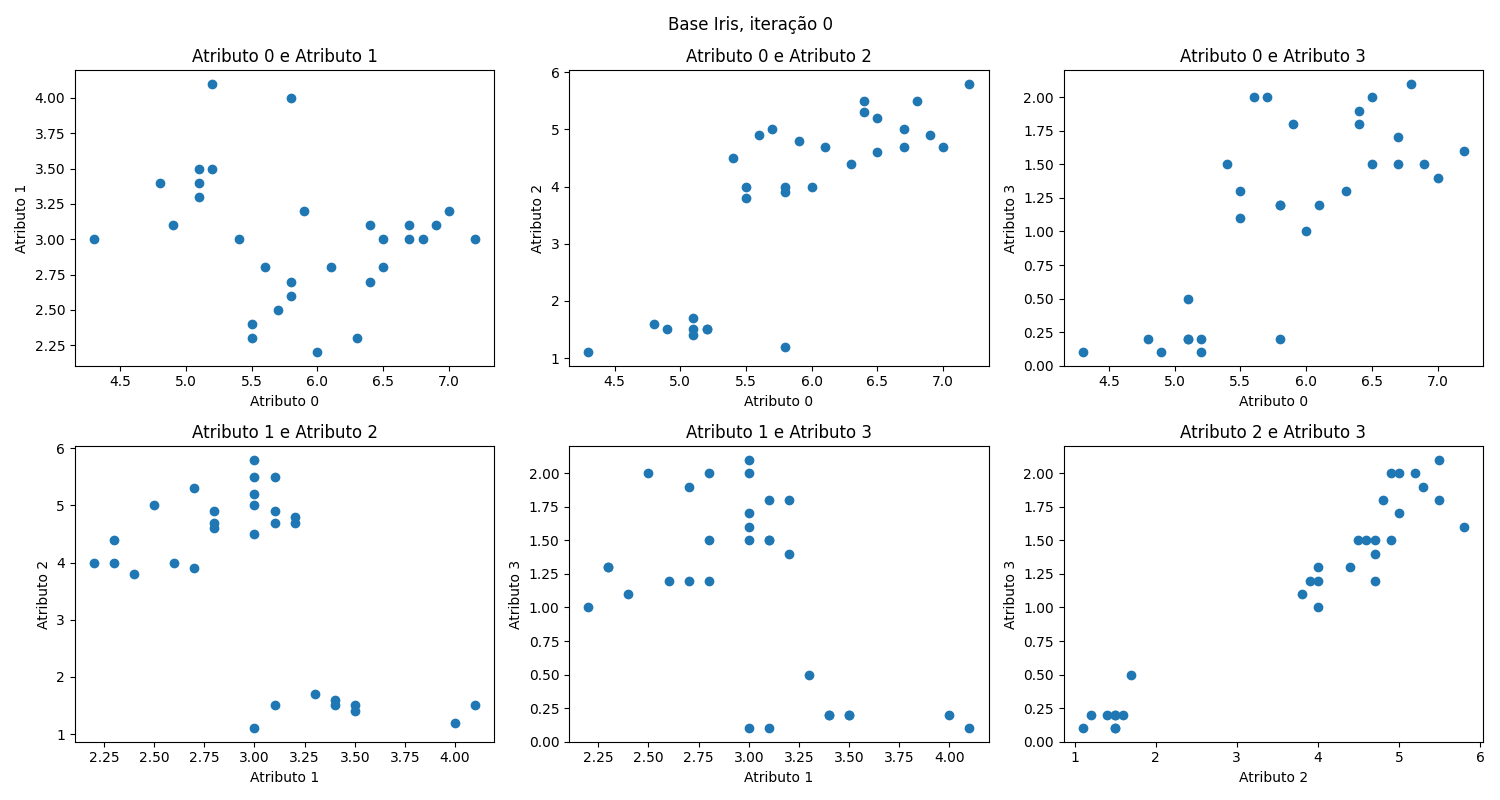 Base Iris, iteração 0
Atributo 0 e Atributo 1
4.00
3.75
3.50
3.25
3.00
2.75
2.50
2.25
Atributo 1
4.5 5.0 5.5 6.0 6.5 7.0
Atributo 0
Atributo 0 e Atributo 2
6
5
4
3
2
1
Atributo 2
4.5 5.0 5.5 6.0 6.5 7.0
Atributo 0
Atributo 0 e Atributo 3
2.00
1.75
1.50
1.25
1.00
0.75
0.50
0.25
0.00
Atributo 3
4.5 5.0 5.5 6.0 6.5 7.0
Atributo 0
Atributo 1 e Atributo 2
6
5
4
3
2
1
Atributo 2
2.25 2.50 2.75 3.00 3.25 3.50 3.75 4.00
Atributo 1
Atributo 1 e Atributo 3
2.00
1.75
1.50
1.25
1.00
0.75
0.50
0.25
0.00
Atributo 3
2.25 2.50 2.75 3.00 3.25 3.50 3.75 4.00
Atributo 1
Atributo 2 e Atributo 3
2.00
1.75
1.50
1.25
1.00
0.75
0.50
0.25
0.00
Atributo 3
1 2 3 4 5 6
Atributo 2